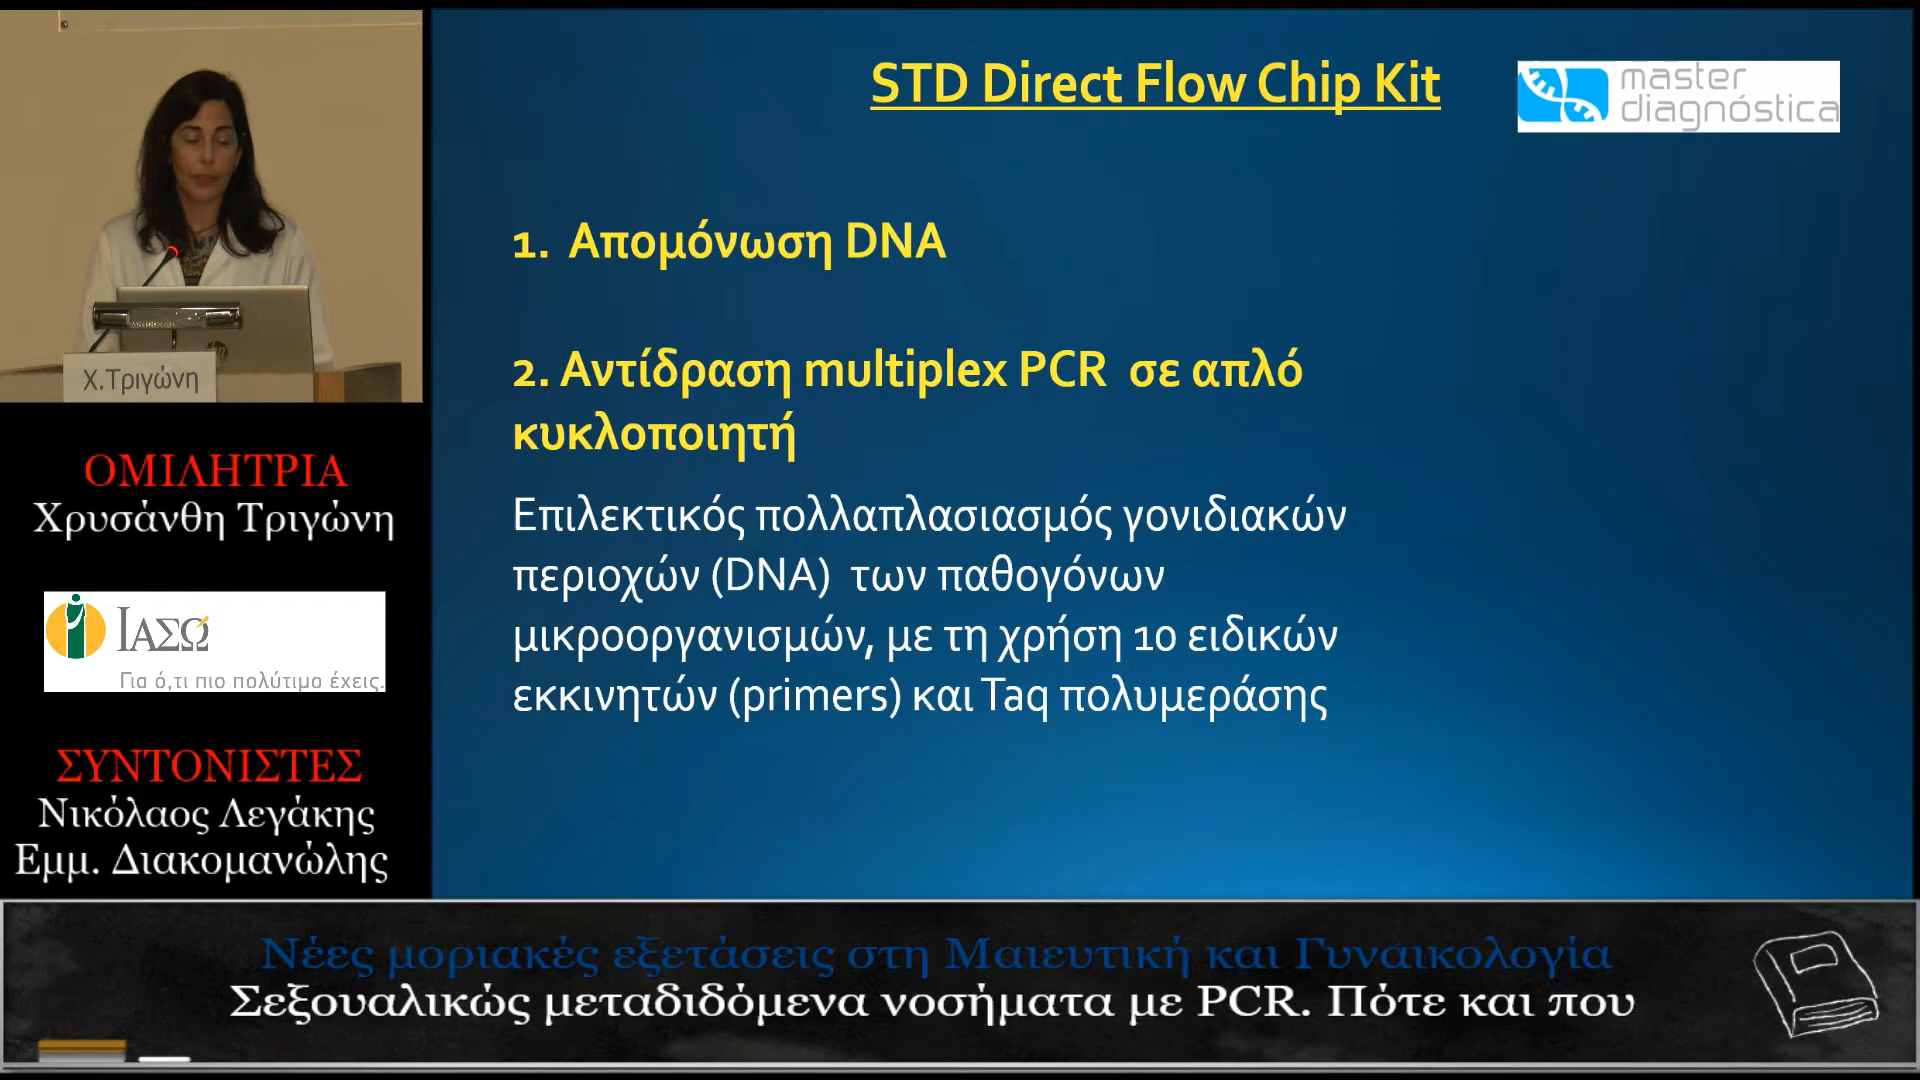 STD Direct Flow Chip Kit
master
diagnóstica
1. Απομόνωση DNA
2. Αντίδραση multiplex PCR σε απλό
κυκλοποιητή
Επιλεκτικός πολλαπλασιασμός γονιδιακών
περιοχών (DNA) των παθογόνων
μικροοργανισμών, με τη χρήση 10 ειδικών
εκκινητών (primers) και Taq πολυμεράσης
Χ.Τριγώνη
ΟΜΙΛΗΤΡΙΑ
Χρυσάνθη Τριγώνη
ΙΑΣΩ
Για ό,τι πιο πολύτιμο έχεις.
ΣΥΝΤΟΝΙΣΤΕΣ
Νικόλαος Λεγάκης
Εμμ. Διακομανώλης
Νέες μοριακές εξετάσεις στη Μαιευτική και Γυναικολογία
Σεξουαλικώς μεταδιδόμενα νοσήματα με PCR. Πότε και που